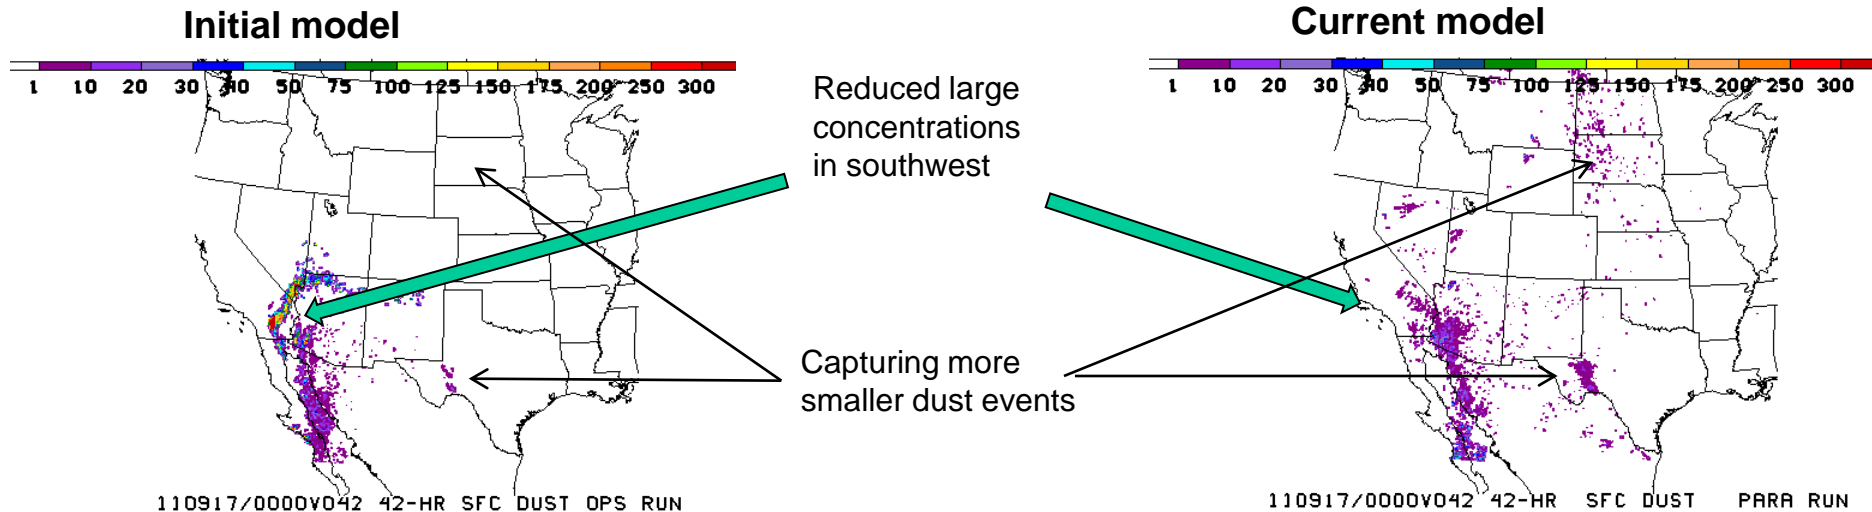 Initial model
Current model
1 10 20 30 40 50 75 100 125 150 175 200 250 300
1 10 20 30 40 50 75 100 125 150 175 200 250 300
Reduced large
concentrations
in southwest
Capturing more
smaller dust events
110917/0000V042 42-HR SFC DUST OPS RUN
110917/0000V042 42-HR SFC DUST PARA RUN